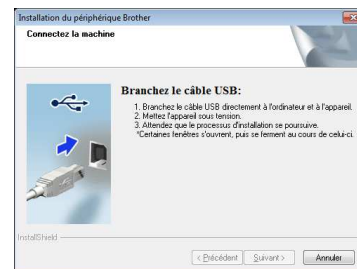 Installation du périphérique Brother
Connectez la machine
Branchez le câble USB:
1. Branchez le câble USB directement à l'ordinateur et à l'appareil.
2. Mettez l'appareil sous tension.
3. Attendez que le processus d'installation se poursuive.
*Certaines fenêtres s'ouvrent, puis se ferment au cours de celui-ci.
InstallShield
< Précédent
Suivant >
Annuler